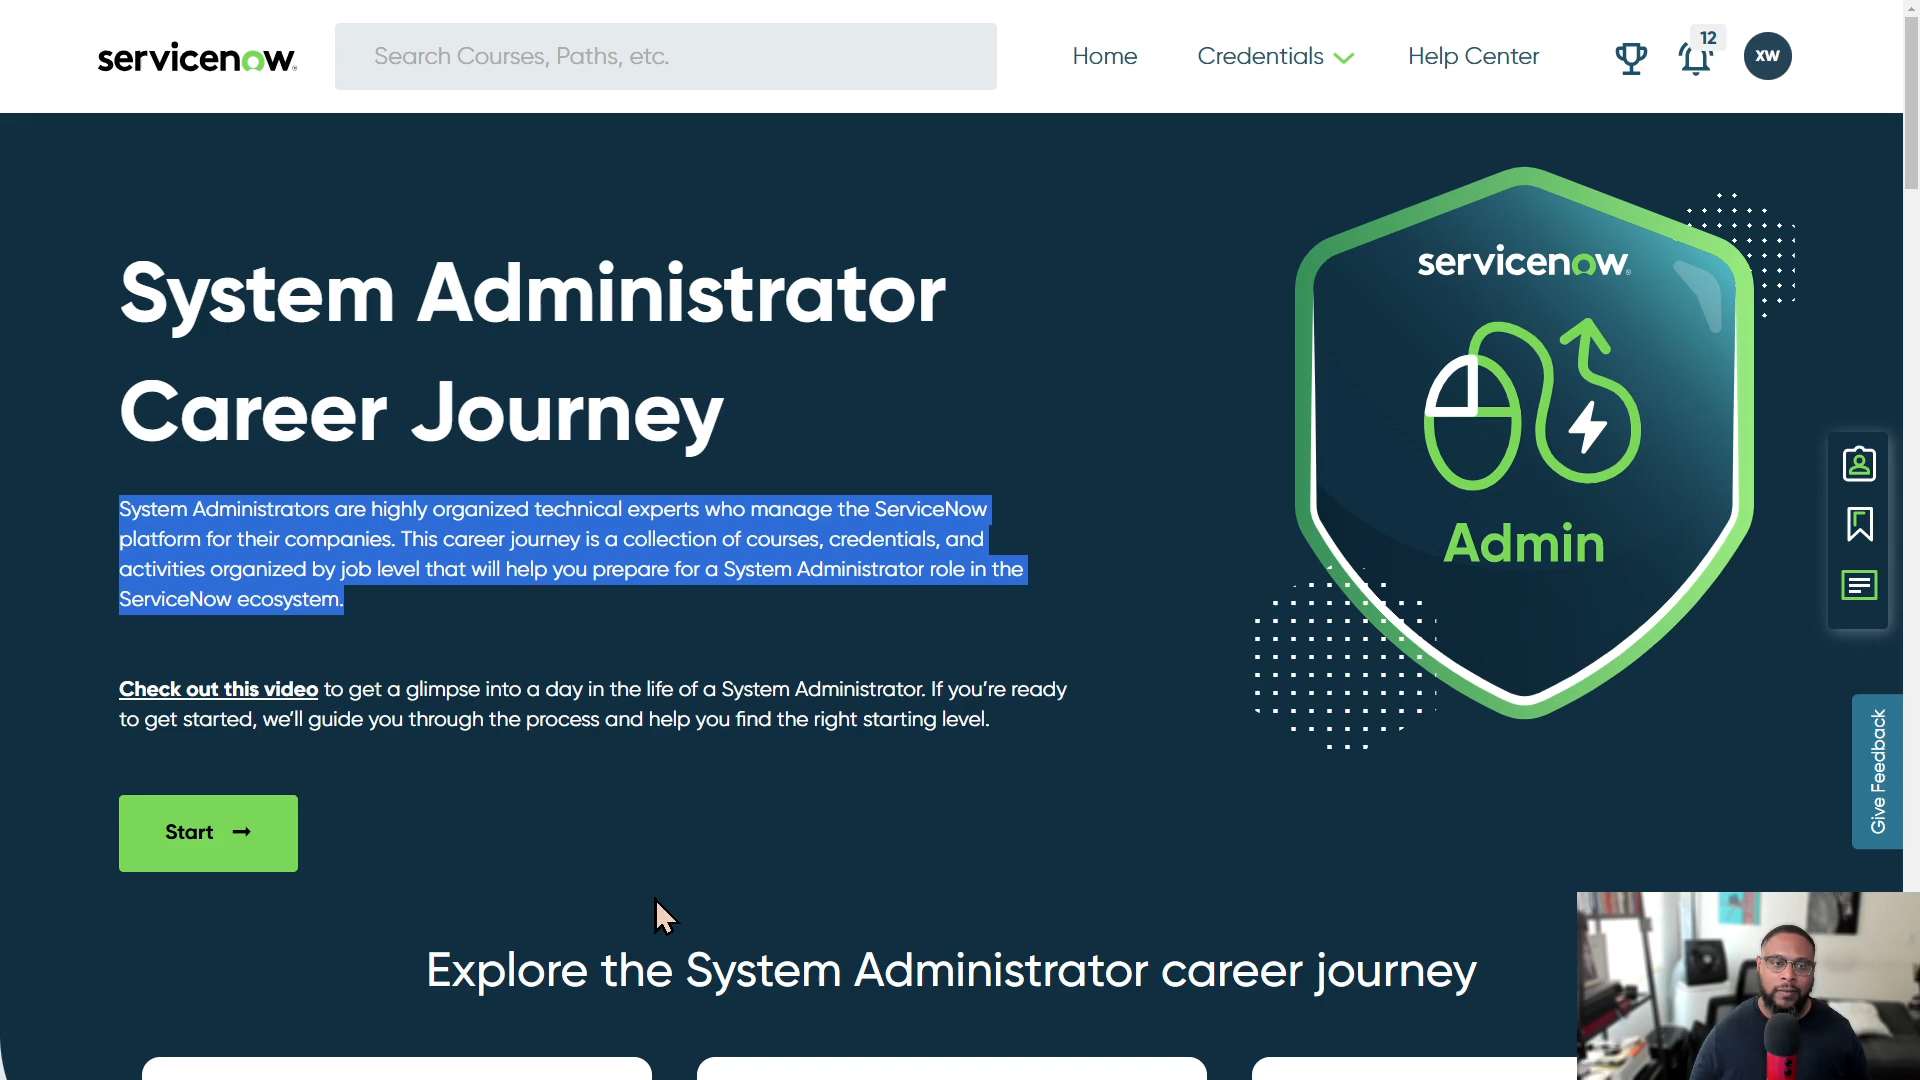 servicenow
Search Courses, Paths, etc.
Home
Credentials
Help Center
12
XW
System Administrator
Career Journey
System Administrators are highly organized technical experts who manage the ServiceNow
platform for their companies. This career journey is a collection of courses, credentials, and
activities organized by job level that will help you prepare for a System Administrator role in the
ServiceNow ecosystem.
Check out this video to get a glimpse into a day in the life of a System Administrator. If you’re ready
to get started, we’ll guide you through the process and help you find the right starting level.
Start
servicenow
Admin
Give Feedback
Explore the System Administrator career journey